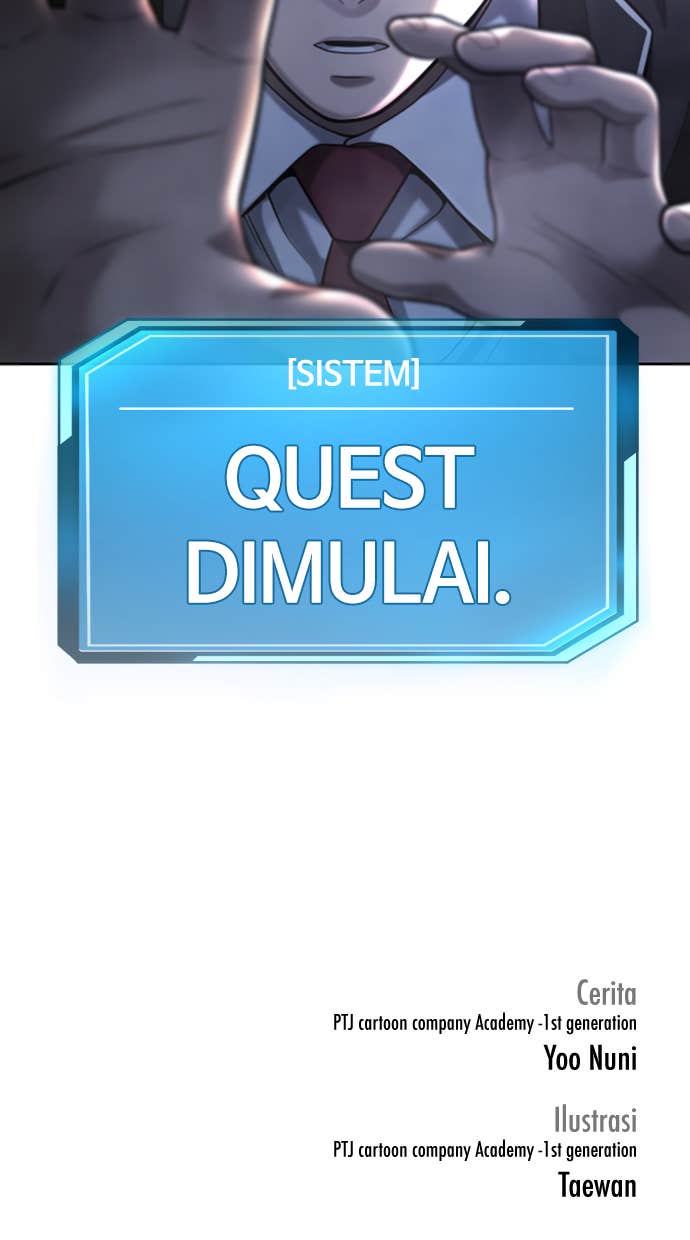 [SISTEM]
QUEST
DIMULAI.
Cerita
PTJ cartoon company Academy -1st generation
Yoo Nuni
Ilustrasi
PTJ cartoon company Academy -1st generation
Taewan